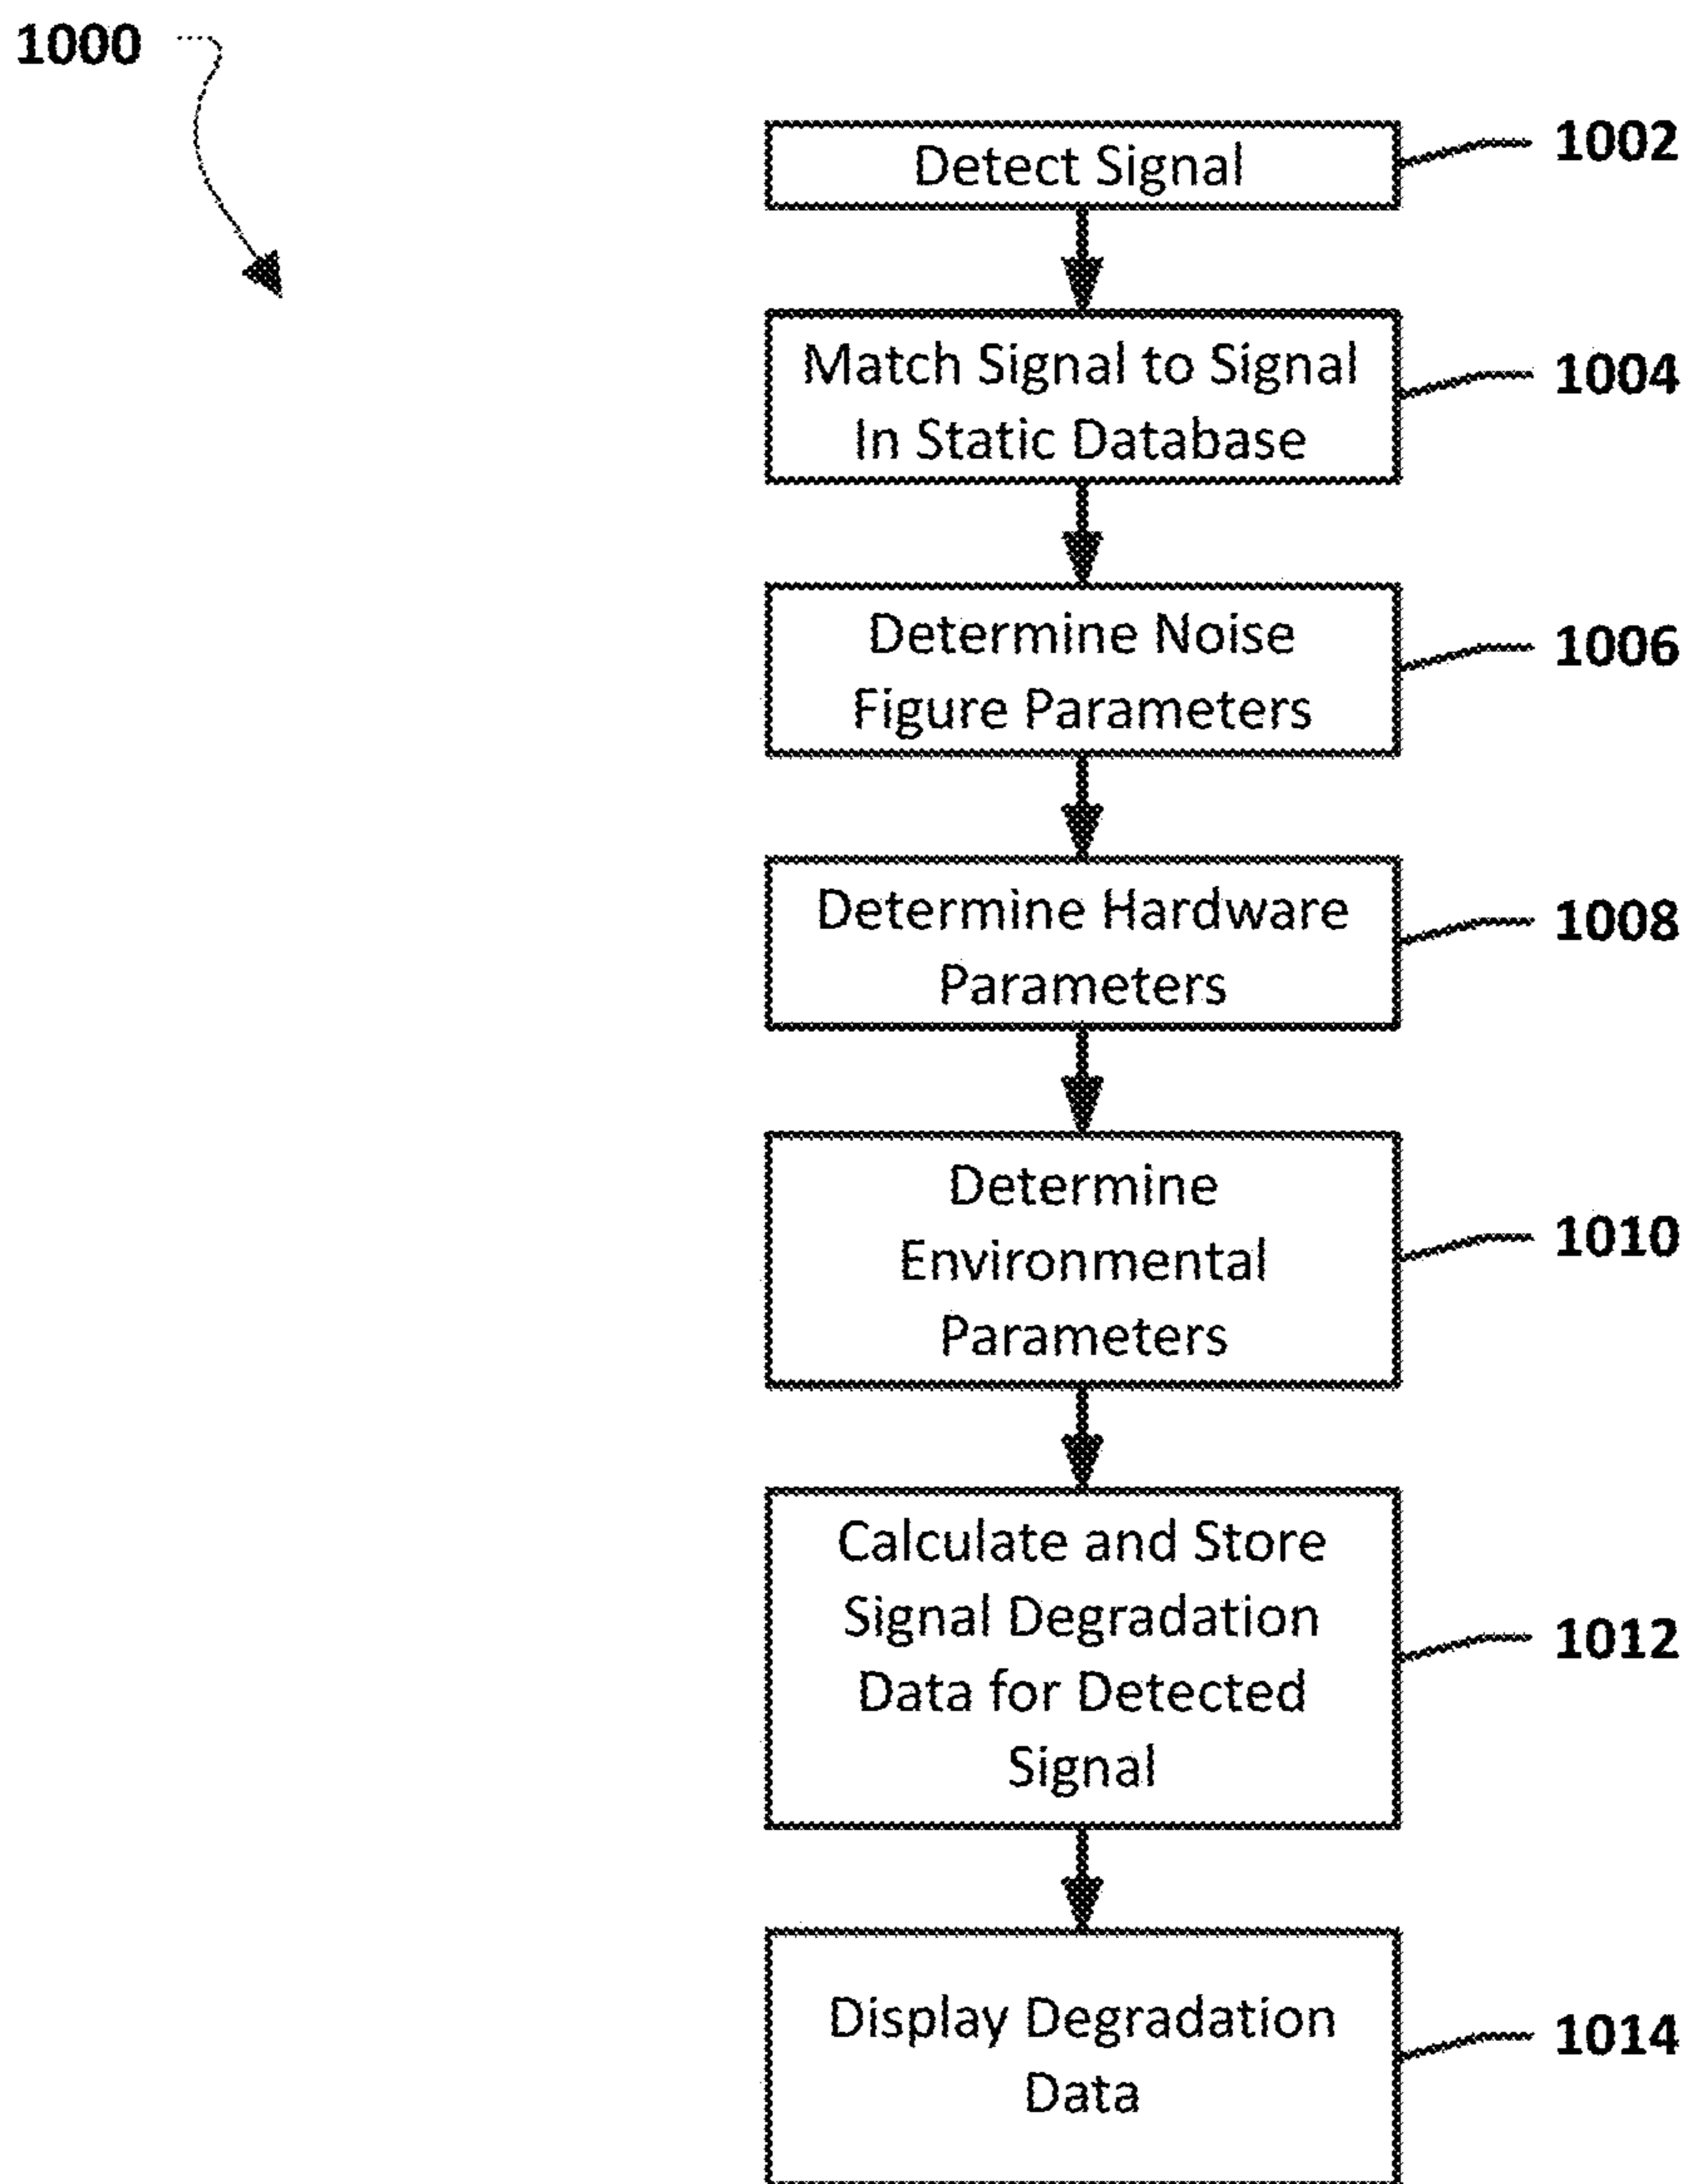 1000
Detect Signal
1002
Match Signal to Signal
In Static Database
1004
Determine Noise
Figure Parameters
1006
Determine Hardware
Parameters
1008
Determine
Environmental
Parameters
1010
Calculate and Store
Signal Degradation
Data for Detected
Signal
1012
Display Degradation
Data
1014